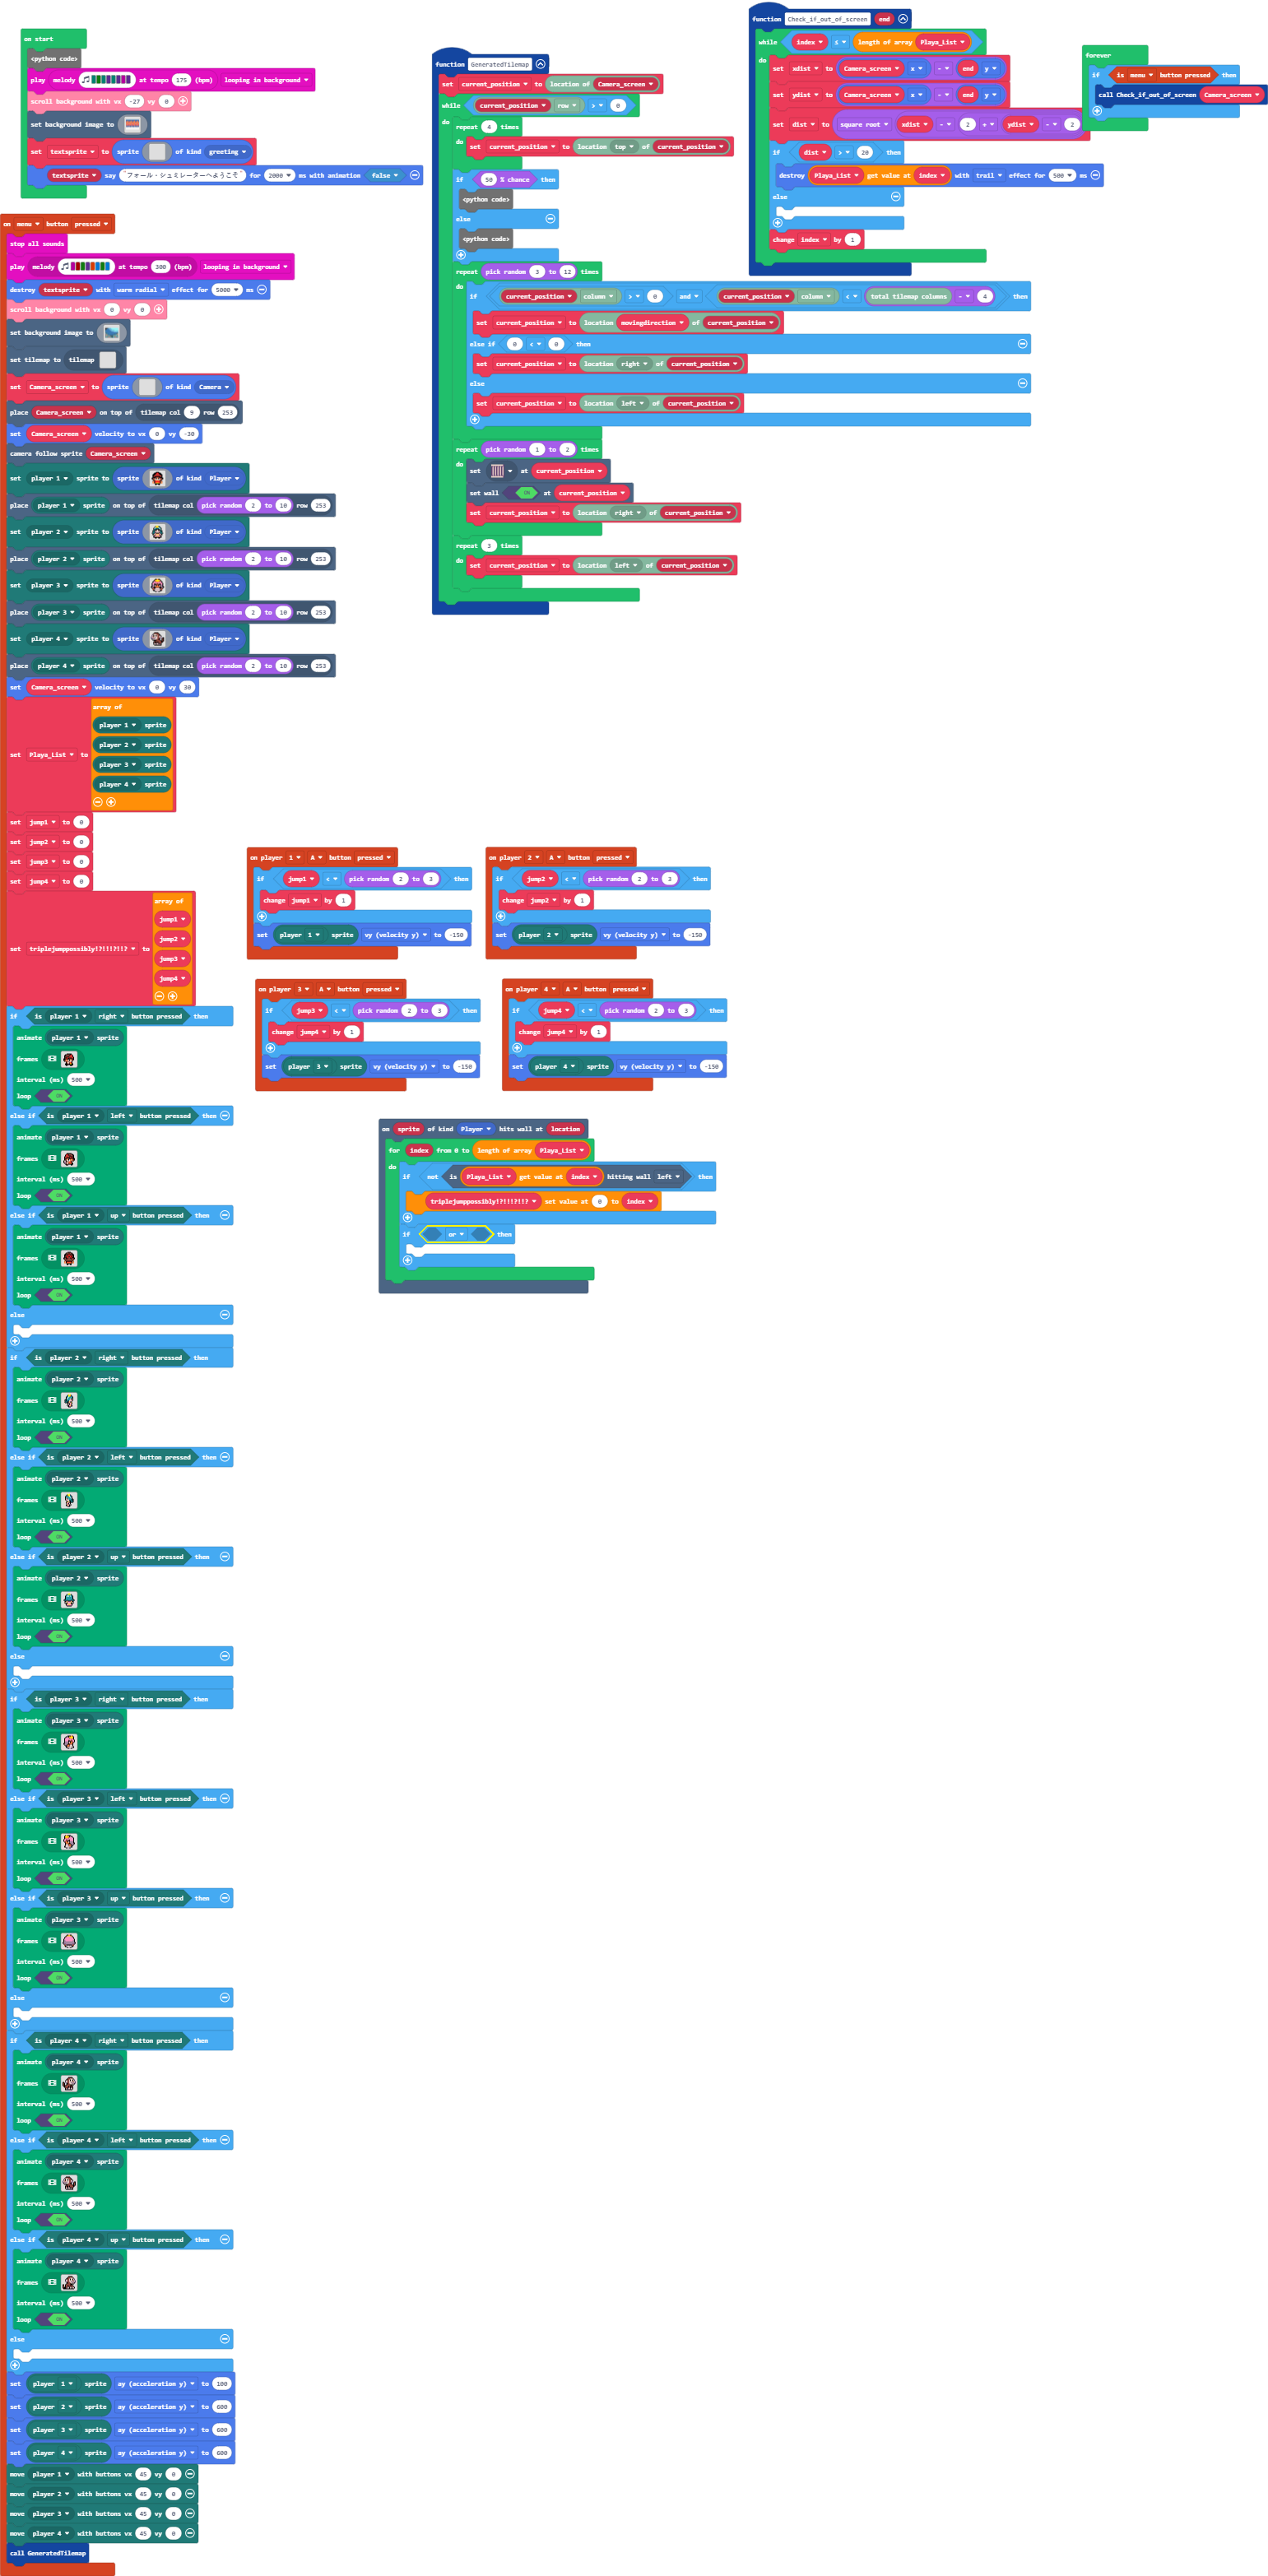 on start
<python code>
play melody at tempo 175 (bpm) looping in background
scroll background with vx -27 vy 0
set background image to
set textsprite to sprite of kind greeting
textsprite say "フォール・シュミレーターへようこそ" for 2000 ms with animation false
on menu button pressed
stop all sounds
play melody at tempo 300 (bpm) looping in background
destroy textsprite with warm radial effect for 5000 ms
scroll background with vx 0 vy 0
set background image to
set tilemap to tilemap
set Camera_screen to sprite of kind Camera
place Camera_screen on top of tilemap col 9 row 253
set Camera_screen velocity to vx 0 vy -30
camera follow sprite Camera_screen
set player 1 sprite to sprite of kind Player
place player 1 sprite on top of tilemap col pick random 2 to 10 row 253
set player 2 sprite to sprite of kind Player
place player 2 sprite on top of tilemap col pick random 2 to 10 row 253
set player 3 sprite to sprite of kind Player
place player 3 sprite on top of tilemap col pick random 2 to 10 row 253
set player 4 sprite to sprite of kind Player
place player 4 sprite on top of tilemap col pick random 2 to 10 row 253
set Camera_screen velocity to vx 0 vy 30
set Playa_List to array of
player 1 sprite
player 2 sprite
player 3 sprite
player 4 sprite
set jump1 to 0
set jump2 to 0
set jump3 to 0
set jump4 to 0
set triplejumppossibly!?!!!?!!? to array of
jump1
jump2
jump3
jump4
if is player 1 right button pressed then
animate player 1 sprite
frames
interval (ms) 500
loop ON
else if is player 1 left button pressed then
animate player 1 sprite
frames
interval (ms) 500
loop ON
else if is player 1 up button pressed then
animate player 1 sprite
frames
interval (ms) 500
loop ON
else
if is player 2 right button pressed then
animate player 2 sprite
frames
interval (ms) 500
loop ON
else if is player 2 left button pressed then
animate player 2 sprite
frames
interval (ms) 500
loop ON
else if is player 2 up button pressed then
animate player 2 sprite
frames
interval (ms) 500
loop ON
else
if is player 3 right button pressed then
animate player 3 sprite
frames
interval (ms) 500
loop ON
else if is player 3 left button pressed then
animate player 3 sprite
frames
interval (ms) 500
loop ON
else if is player 3 up button pressed then
animate player 3 sprite
frames
interval (ms) 500
loop ON
else
if is player 4 right button pressed then
animate player 4 sprite
frames
interval (ms) 500
loop ON
else if is player 4 left button pressed then
animate player 4 sprite
frames
interval (ms) 500
loop ON
else if is player 4 up button pressed then
animate player 4 sprite
frames
interval (ms) 500
loop ON
else
set player 1 sprite ay (acceleration y) to 100
set player 2 sprite ay (acceleration y) to 600
set player 3 sprite ay (acceleration y) to 600
set player 4 sprite ay (acceleration y) to 600
move player 1 with buttons vx 45 vy 0
move player 2 with buttons vx 45 vy 0
move player 3 with buttons vx 45 vy 0
move player 4 with buttons vx 45 vy 0
call GeneratedTilemap
function GeneratedTilemap
set current_position to location of Camera_screen
while current_position row > 0
do
repeat 4 times
do set current_position to location top of current_position
if 50 % chance then
<python code>
else
<python code>
repeat pick random 3 to 12 times
do
if current_position column > 0 and current_position column < total tilemap columns - 4 then
set current_position to location movingdirection of current_position
else if 0 < 0 then
set current_position to location right of current_position
else
set current_position to location left of current_position
repeat pick random 1 to 2 times
do set at current_position
set wall ON at current_position
set current_position to location right of current_position
repeat 3 times
do set current_position to location left of current_position
function Check_if_out_of_screen end
while index ≤ length of array Playa_List
do set xdist to Camera_screen x - end y
set ydist to Camera_screen x - end y
set dist to square root xdist - 2 + ydist - 2
if dist > 20 then
destroy Playa_List get value at index with trail effect for 500 ms
else
change index by 1
forever
if is menu button pressed then
call Check_if_out_of_screen Camera_screen
on player 1 A button pressed
if jump1 < pick random 2 to 3 then
change jump1 by 1
set player 1 sprite vy (velocity y) to -150
on player 2 A button pressed
if jump2 < pick random 2 to 3 then
change jump2 by 1
set player 2 sprite vy (velocity y) to -150
on player 3 A button pressed
if jump3 < pick random 2 to 3 then
change jump4 by 1
set player 3 sprite vy (velocity y) to -150
on player 4 A button pressed
if jump4 < pick random 2 to 3 then
change jump4 by 1
set player 4 sprite vy (velocity y) to -150
on sprite of kind Player hits wall at location
for index from 0 to length of array Playa_List
do
if not is Playa_List get value at index hitting wall left then
triplejumppossibly!?!!!?!!? set value at 0 to index
if or then